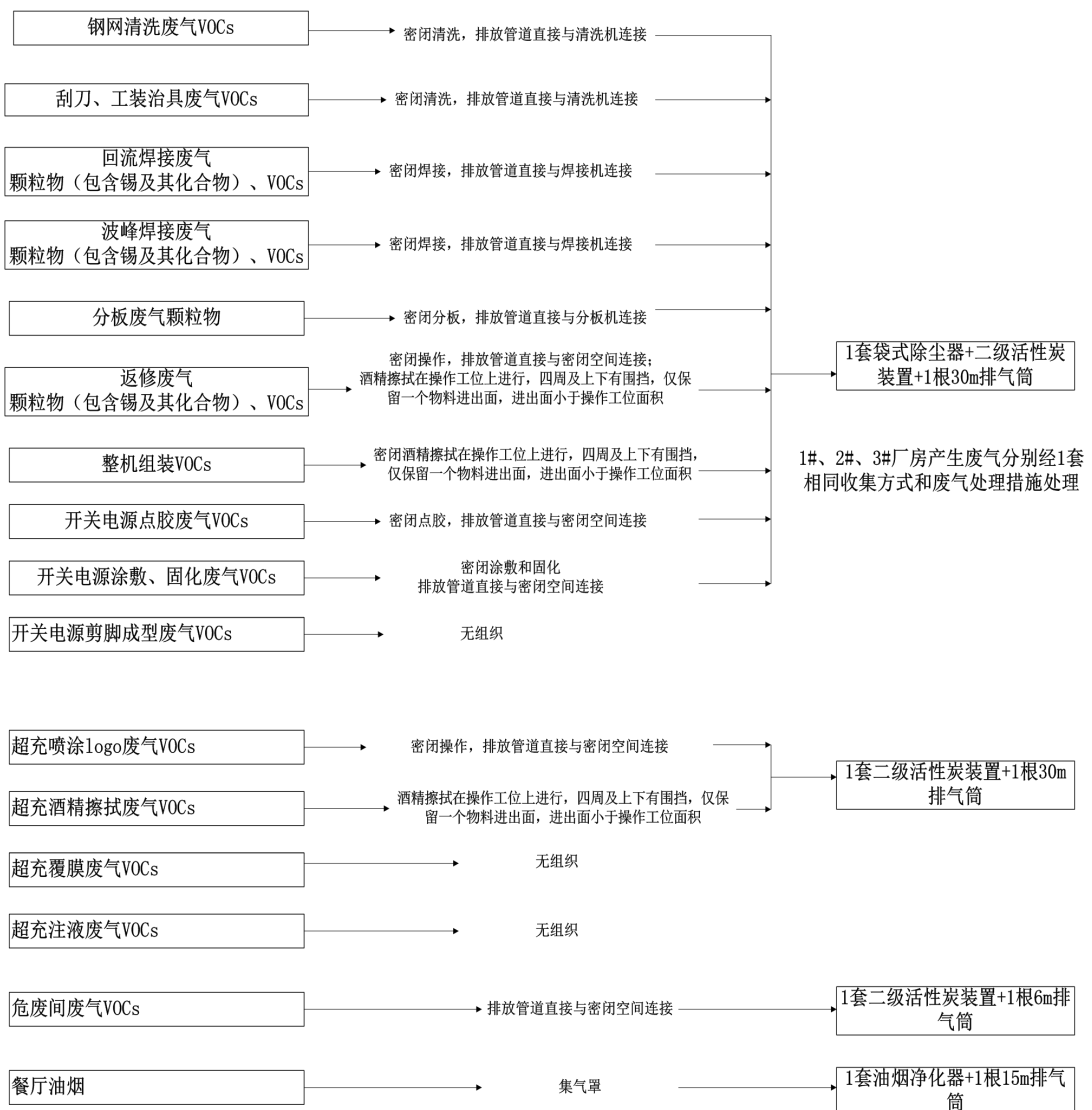 钢网清洗废气VOCs
密闭清洗，排放管道直接与清洗机连接
刮刀、工装治具废气VOCs
密闭清洗，排放管道直接与清洗机连接
回流焊接废气
颗粒物（包含锡及其化合物）、VOCs
密闭焊接，排放管道直接与焊接机连接
波峰焊接废气
颗粒物（包含锡及其化合物）、VOCs
密闭焊接，排放管道直接与焊接机连接
分板废气颗粒物
密闭分板，排放管道直接与分板机连接
返修废气
颗粒物（包含锡及其化合物）、VOCs
密闭操作，排放管道直接与密闭空间连接；
酒精擦拭在操作工位上进行，四周及上下有围挡，仅保
留一个物料进出面，进出面小于操作工位面积
1套袋式除尘器+二级活性炭
装置+1根30m排气筒
整机组装VOCs
密闭酒精擦拭在操作工位上进行，四周及上下有围挡，
仅保留一个物料进出面，进出面小于操作工位面积
1#、2#、3#厂房产生废气分别经1套
相同收集方式和废气处理措施处理
开关电源点胶废气VOCs
密闭点胶，排放管道直接与密闭空间连接
开关电源涂敷、固化废气VOCs
密闭涂敷和固化
排放管道直接与密闭空间连接
开关电源剪脚成型废气VOCs
无组织
超充喷涂logo废气VOCs
密闭操作，排放管道直接与密闭空间连接
超充酒精擦拭废气VOCs
酒精擦拭在操作工位上进行，四周及上下有围挡，仅保
留一个物料进出面，进出面小于操作工位面积
1套二级活性炭装置+1根30m
排气筒
超充覆膜废气VOCs
无组织
超充注液废气VOCs
无组织
危废间废气VOCs
排放管道直接与密闭空间连接
1套二级活性炭装置+1根6m排
气筒
餐厅油烟
集气罩
1套油烟净化器+1根15m排气
筒